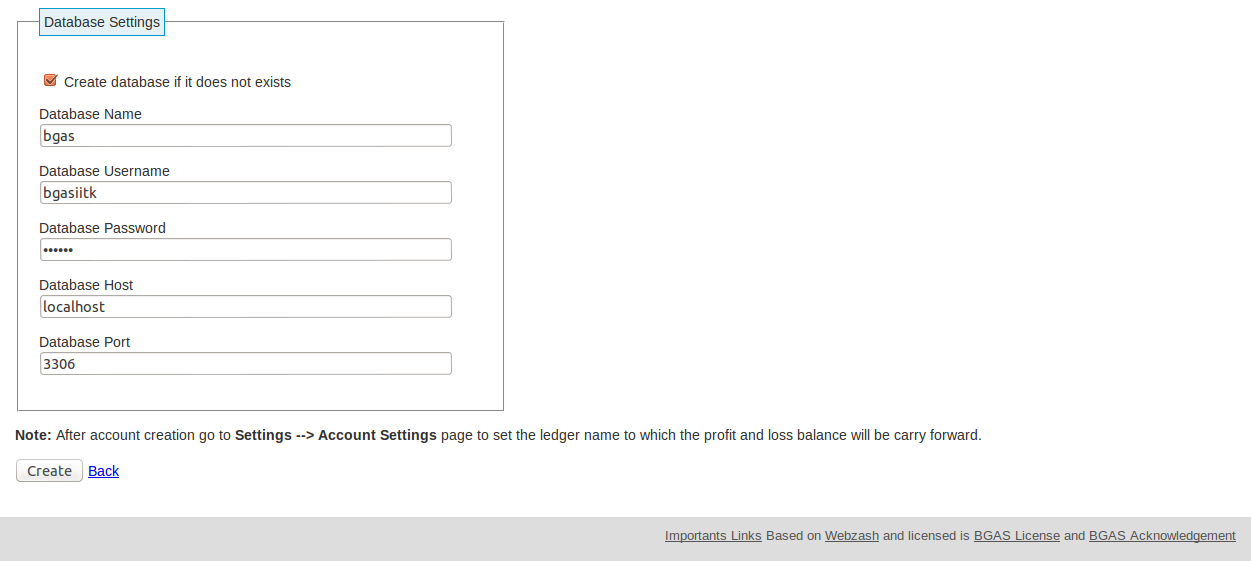 Database Settings
Create database if it does not exists
Database Name
bgas
Database Username
bgasiitk
Database Password
••••••
Database Host
localhost
Database Port
3306
Note: After account creation go to Settings --> Account Settings page to set the ledger name to which the profit and loss balance will be carry forward.
Create Back
Importants Links Based on Webzash and licensed is BGAS License and BGAS Acknowledgement